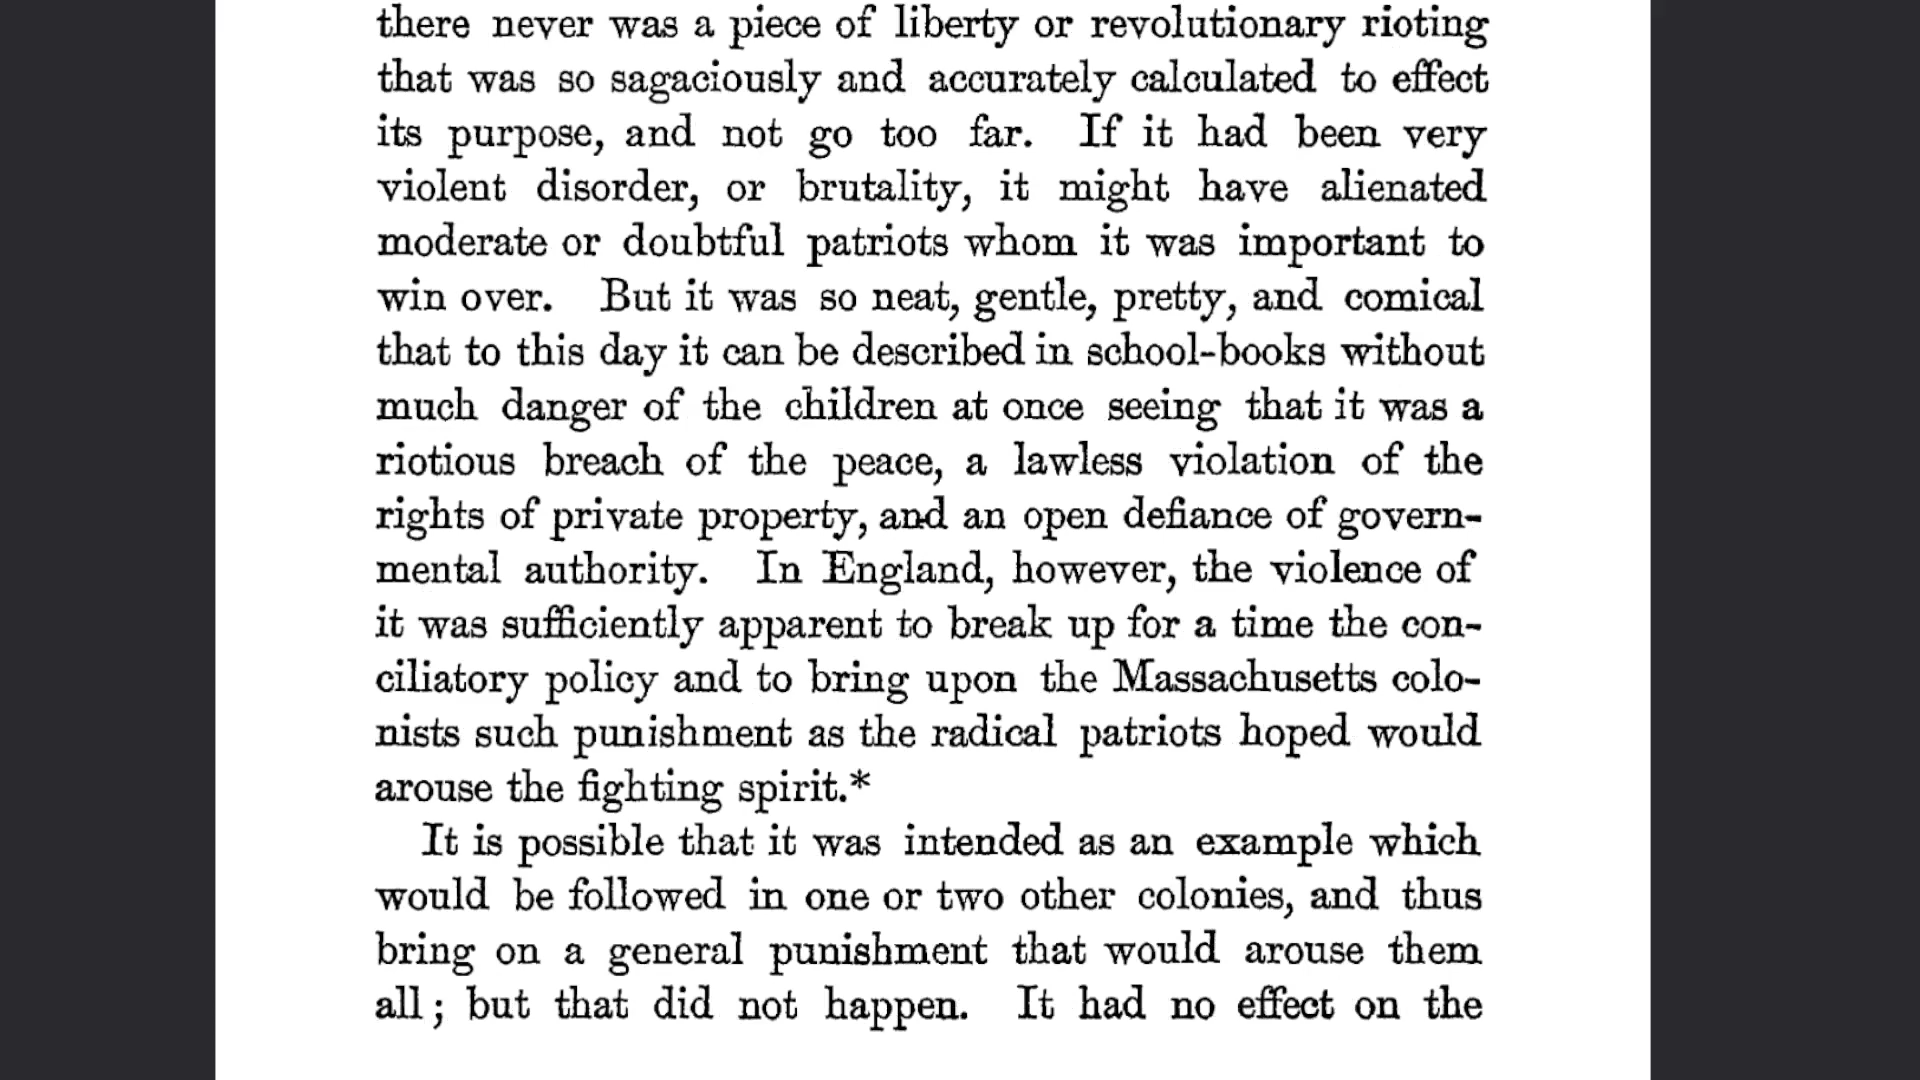 there never was a piece of liberty or revolutionary rioting
that was so sagaciously and accurately calculated to effect
its purpose, and not go too far. If it had been very
violent disorder, or brutality, it might have alienated
moderate or doubtful patriots whom it was important to
win over. But it was so neat, gentle, pretty, and comical
that to this day it can be described in school-books without
much danger of the children at once seeing that it was a
riotious breach of the peace, a lawless violation of the
rights of private property, and an open defiance of govern-
mental authority. In England, however, the violence of
it was sufficiently apparent to break up for a time the con-
ciliatory policy and to bring upon the Massachusetts colo-
nists such punishment as the radical patriots hoped would
arouse the fighting spirit.*
It is possible that it was intended as an example which
would be followed in one or two other colonies, and thus
bring on a general punishment that would arouse them
all; but that did not happen. It had no effect on the